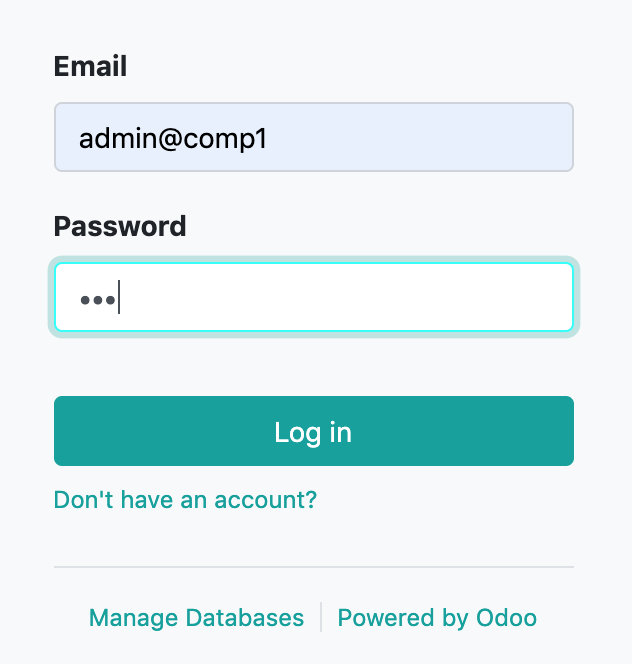 Email
admin@comp1
Password
•••
Log in
Don't have an account?
Manage Databases | Powered by Odoo